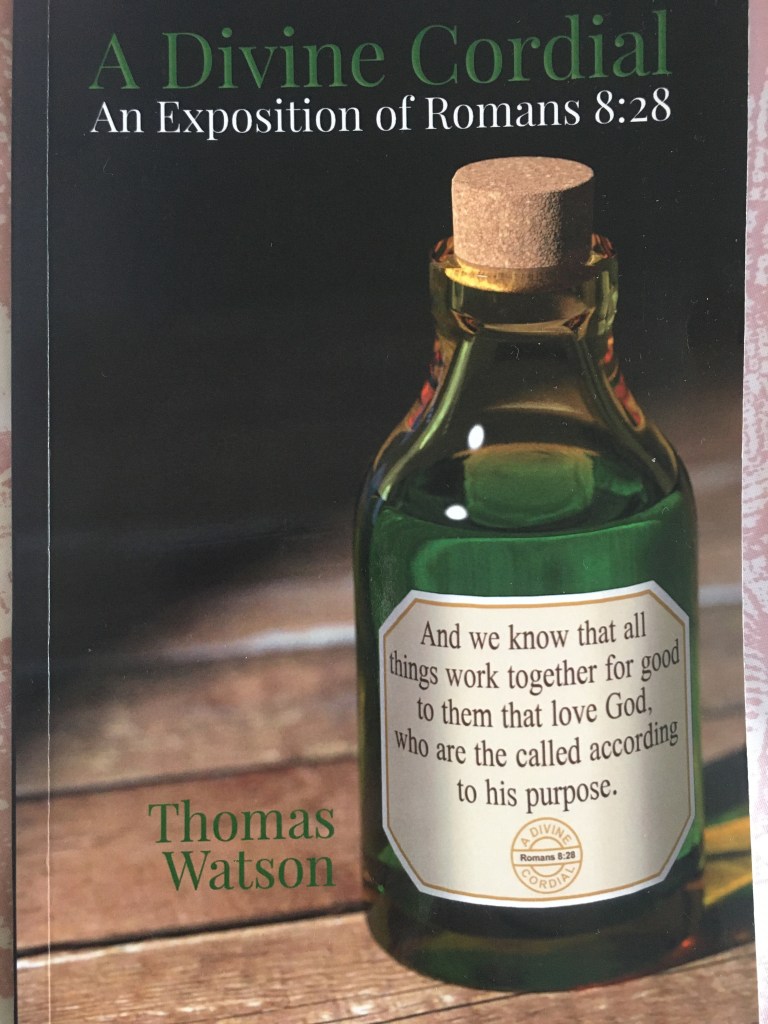 A Divine Cordial
An Exposition of Romans 8:28
And we know that all
things work together for good
to them that love God,
who are the called according
to his purpose.
A DIVINE
Romans 8:28
CORDIAL
Thomas
Watson